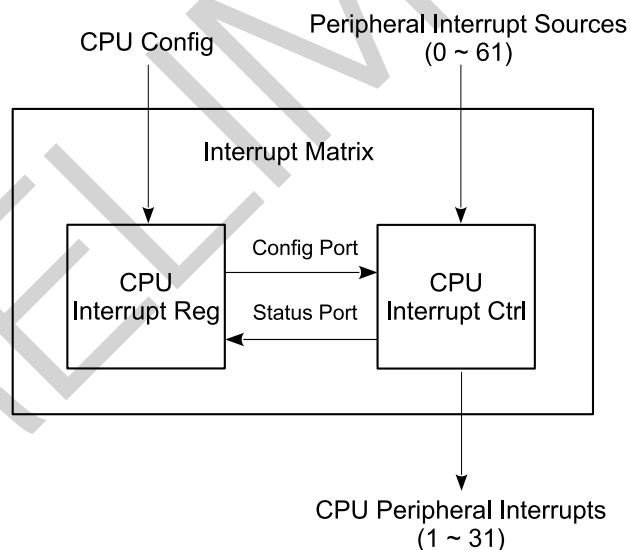 Peripheral Interrupt Sources
(0 ~ 61)
CPU Config
Interrupt Matrix
CPU
Interrupt Reg
Config Port
Status Port
CPU
Interrupt Ctrl
CPU Peripheral Interrupts
(1 ~ 31)